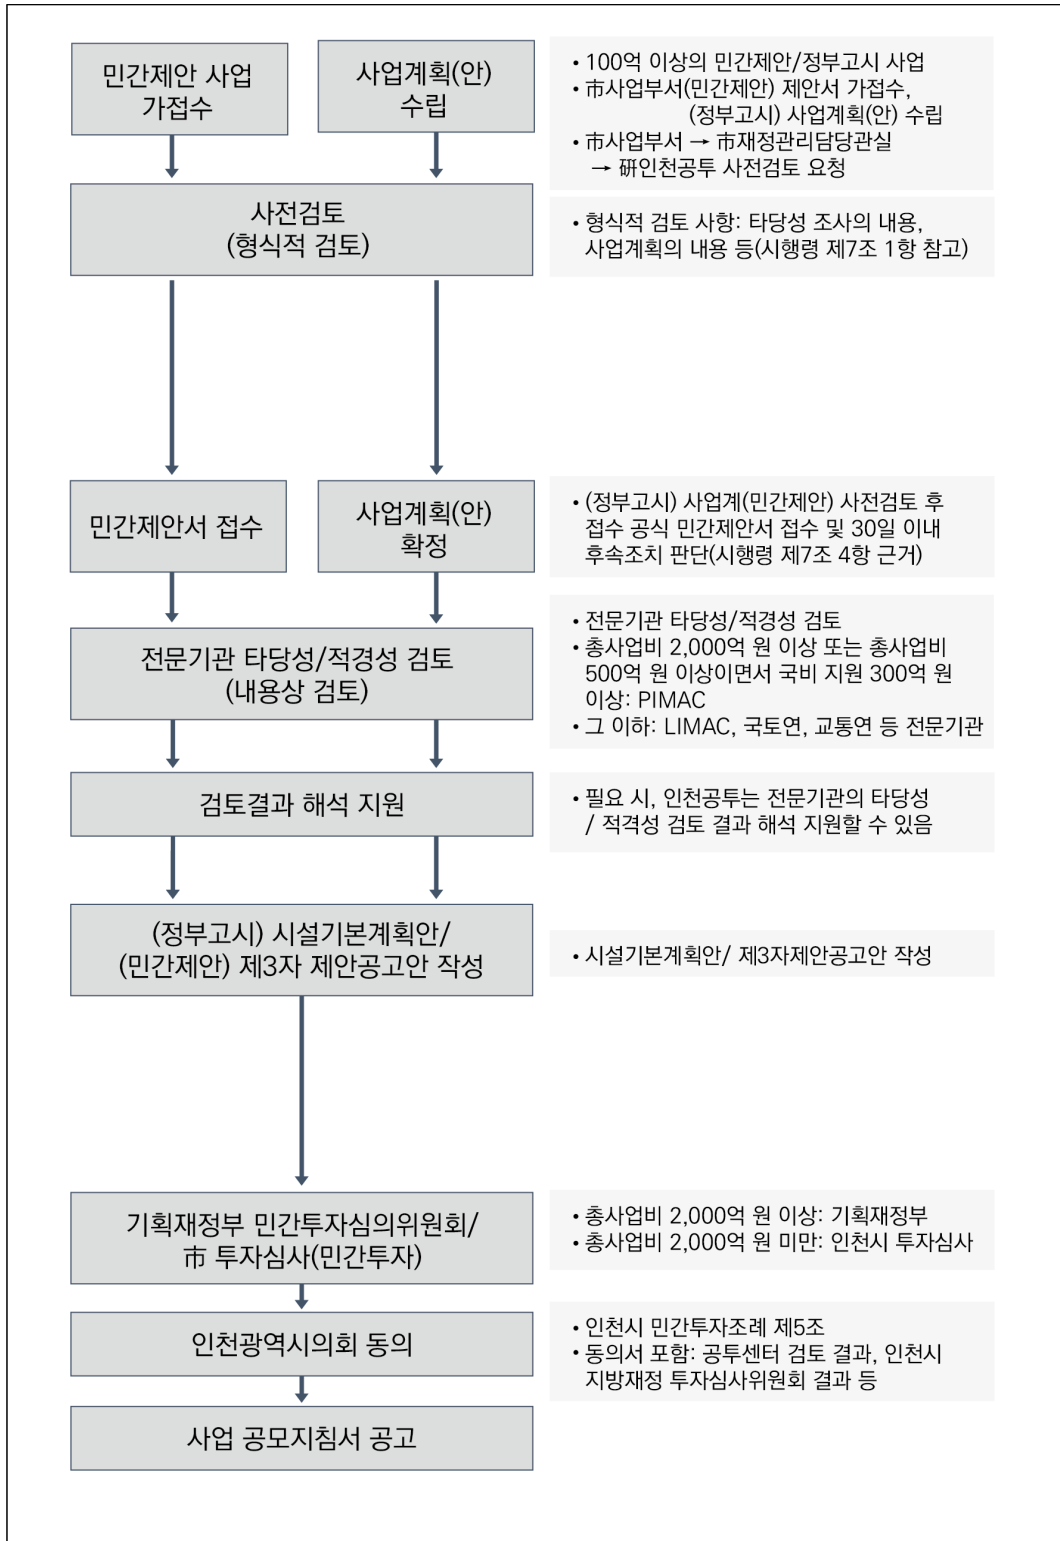 민간제안 사업
가접수
사업계획(안)
수립
• 100억 이상의 민간제안/정부고시 사업
• 市사업부서(민간제안) 제안서 가접수,
(정부고시) 사업계획(안) 수립
• 市사업부서 → 市재정관리담당관실
→ 硏인천공투 사전검토 요청
사전검토
(형식적 검토)
• 형식적 검토 사항: 타당성 조사의 내용,
사업계획의 내용 등(시행령 제7조 1항 참고)
민간제안서 접수
사업계획(안)
확정
• (정부고시) 사업계(민간제안) 사전검토 후
접수 공식 민간제안서 접수 및 30일 이내
후속조치 판단(시행령 제7조 4항 근거)
전문기관 타당성/적경성 검토
(내용상 검토)
• 전문기관 타당성/적경성 검토
• 총사업비 2,000억 원 이상 또는 총사업비
500억 원 이상이면서 국비 지원 300억 원
이상: PIMAC
• 그 이하: LIMAC, 국토연, 교통연 등 전문기관
검토결과 해석 지원
• 필요 시, 인천공투는 전문기관의 타당성
/ 적격성 검토 결과 해석 지원할 수 있음
(정부고시) 시설기본계획안/
(민간제안) 제3자 제안공고안 작성
• 시설기본계획안/ 제3자제안공고안 작성
기획재정부 민간투자심의위원회/
市 투자심사(민간투자)
• 총사업비 2,000억 원 이상: 기획재정부
• 총사업비 2,000억 원 미만: 인천시 투자심사
인천광역시의회 동의
• 인천시 민간투자조례 제5조
• 동의서 포함: 공투센터 검토 결과, 인천시
지방재정 투자심사위원회 결과 등
사업 공모지침서 공고